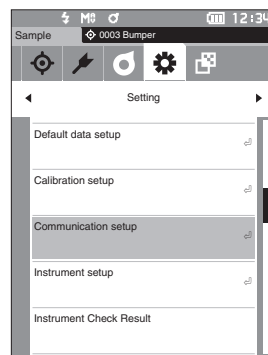 12:34
Sample
0003 Bumper
Setting
Default data setup
Calibration setup
Communication setup
Instrument setup
Instrument Check Result